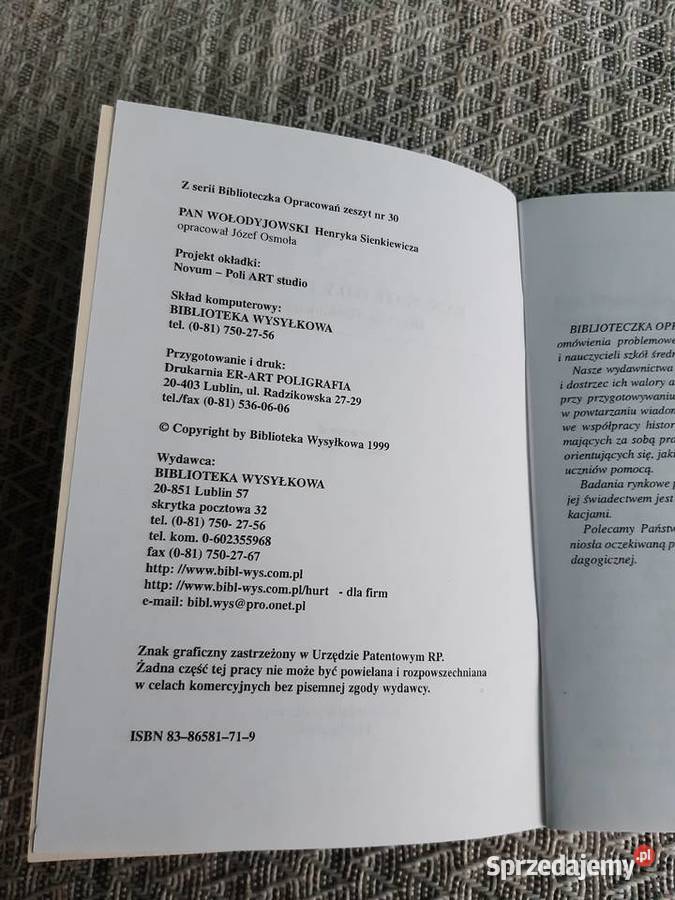 Z serii Biblioteczka Opracowań zeszyt nr 30
PAN WOŁODYJOWSKI Henryka Sienkiewicza
opracował Józef Osmoła
Projekt okładki:
Novum – Poli ART studio
Skład komputerowy:
BIBLIOTEKA WYSYŁKOWA
tel. (0-81) 750-27-56
Przygotowanie i druk:
Drukarnia ER-ART POLIGRAFIA
20-403 Lublin, ul. Radzikowska 27-29
tel./fax (0-81) 536-06-06
© Copyright by Biblioteka Wysyłkowa 1999
Wydawca:
BIBLIOTEKA WYSYŁKOWA
20-851 Lublin 57
skrytka pocztowa 32
tel. (0-81) 750- 27-56
tel. kom. 0-602355968
fax (0-81) 750-27-67
http: //www.bibl-wys.com.pl
http: //www.bibl-wys.com.pl/hurt - dla firm
e-mail: bibl.wys@pro.onet.pl
Znak graficzny zastrzeżony w Urzędzie Patentowym RP.
Żadna część tej pracy nie może być powielana i rozpowszechniana
w celach komercyjnych bez pisemnej zgody wydawcy.
ISBN 83–86581–71–9
BIBLIOTECZKA OPR
omówienia problemowe
i nauczycieli szkół średn
Nasze wydawnictwa
i dostrzec ich walory a
przy przygotowywaniu
w powtarzaniu wiadom
we współpracy histor
mających za sobą pra
orientujących się, jaki
uczniów pomocą.
Badania rynkowe p
jej świadectwem jest
kacjami.
Polecamy Państw
niosła oczekiwaną p
dagogicznej.
Sprzedajemy.pl